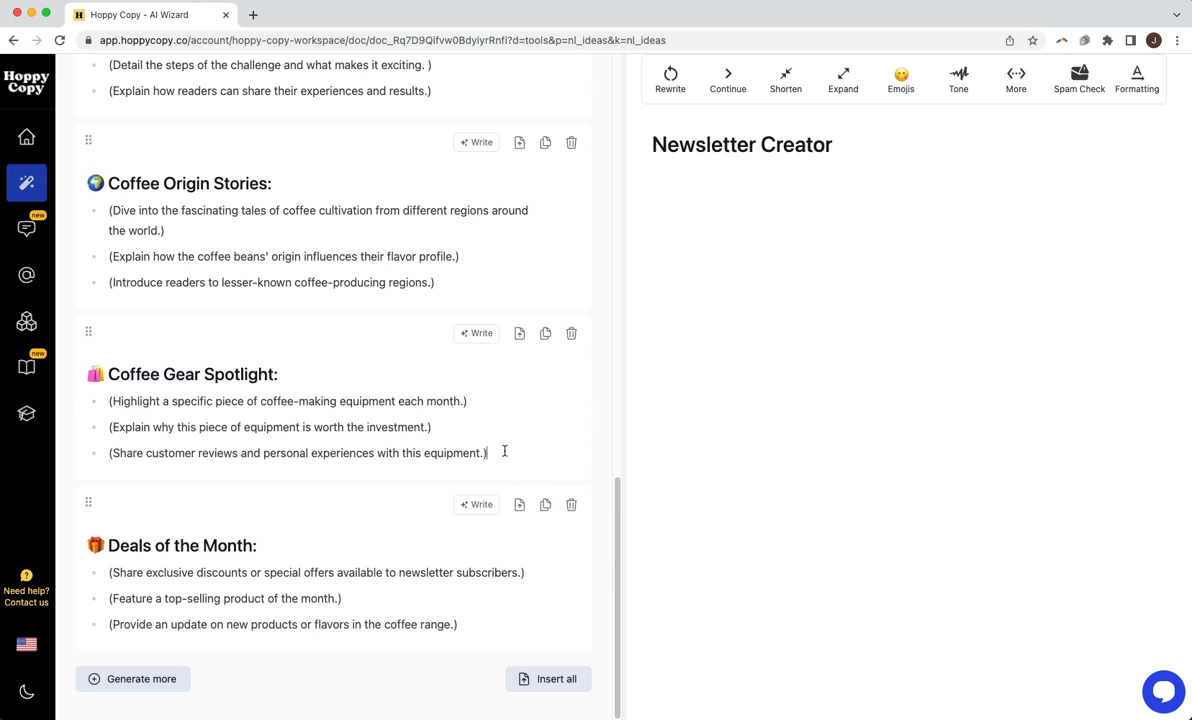 Hoppy Copy - AI Wizard
app.hoppycopy.co/account/hoppy-copy-workspace/doc/doc_Rq7D9Qifvw0BdyiyrRnfi?d=tools&p=nl_ideas&k=nl_ideas
J
Hoppy
Copy
new
new
Need help?
Contact us
(Detail the steps of the challenge and what makes it exciting. )
(Explain how readers can share their experiences and results.)
Write
🌍 Coffee Origin Stories:
(Dive into the fascinating tales of coffee cultivation from different regions around
the world.)
(Explain how the coffee beans' origin influences their flavor profile.)
(Introduce readers to lesser-known coffee-producing regions.)
Write
🛍️ Coffee Gear Spotlight:
(Highlight a specific piece of coffee-making equipment each month.)
(Explain why this piece of equipment is worth the investment.)
(Share customer reviews and personal experiences with this equipment.)
Write
🎁 Deals of the Month:
(Share exclusive discounts or special offers available to newsletter subscribers.)
(Feature a top-selling product of the month.)
(Provide an update on new products or flavors in the coffee range.)
Generate more
Insert all
Rewrite Continue Shorten Expand Emojis Tone More Spam Check Formatting
Newsletter Creator